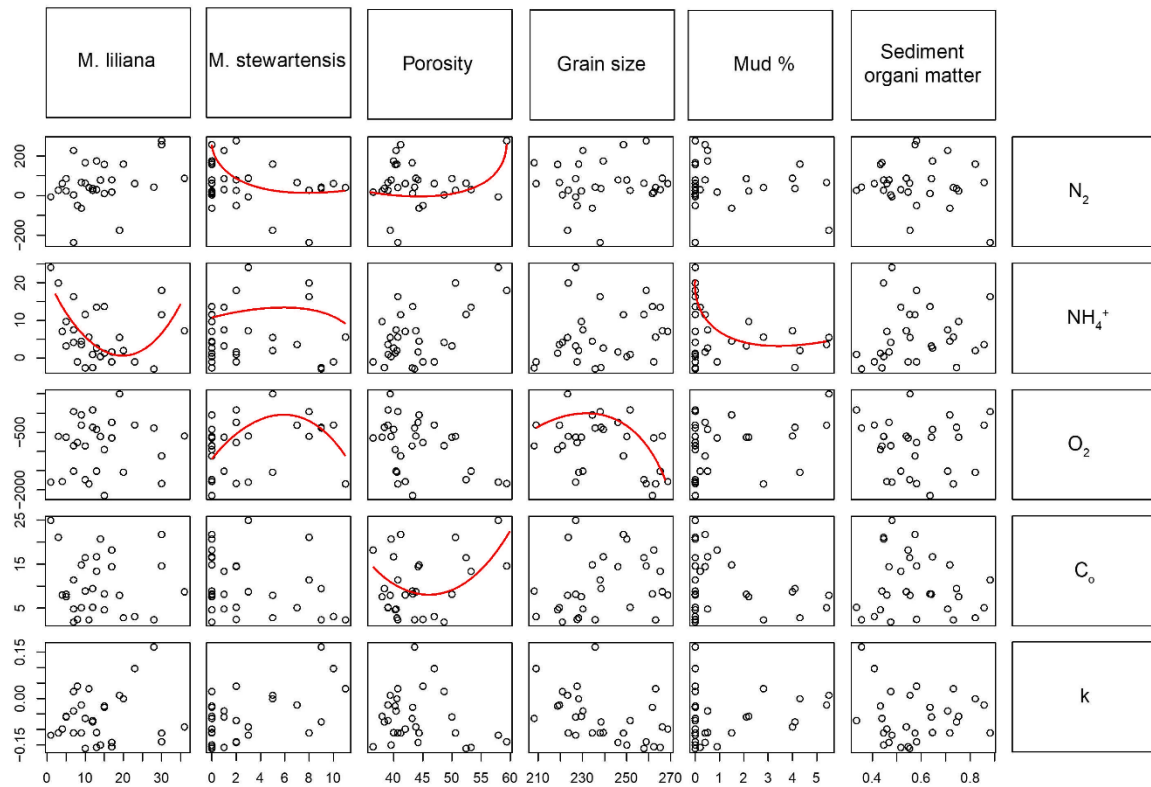 M. liliana
M. stewartensis
Porosity
Grain size
Mud %
Sediment
organi matter
200
0
−200
N₂
20
10
0
NH₄⁺
−500
−2000
O₂
25
15
5
Cₒ
0.15
0.00
−0.15
k
0 10 20 30
0 2 4 6 8 10
40 45 50 55 60
210 230 250 270
0 1 2 3 4 5
0.4 0.6 0.8